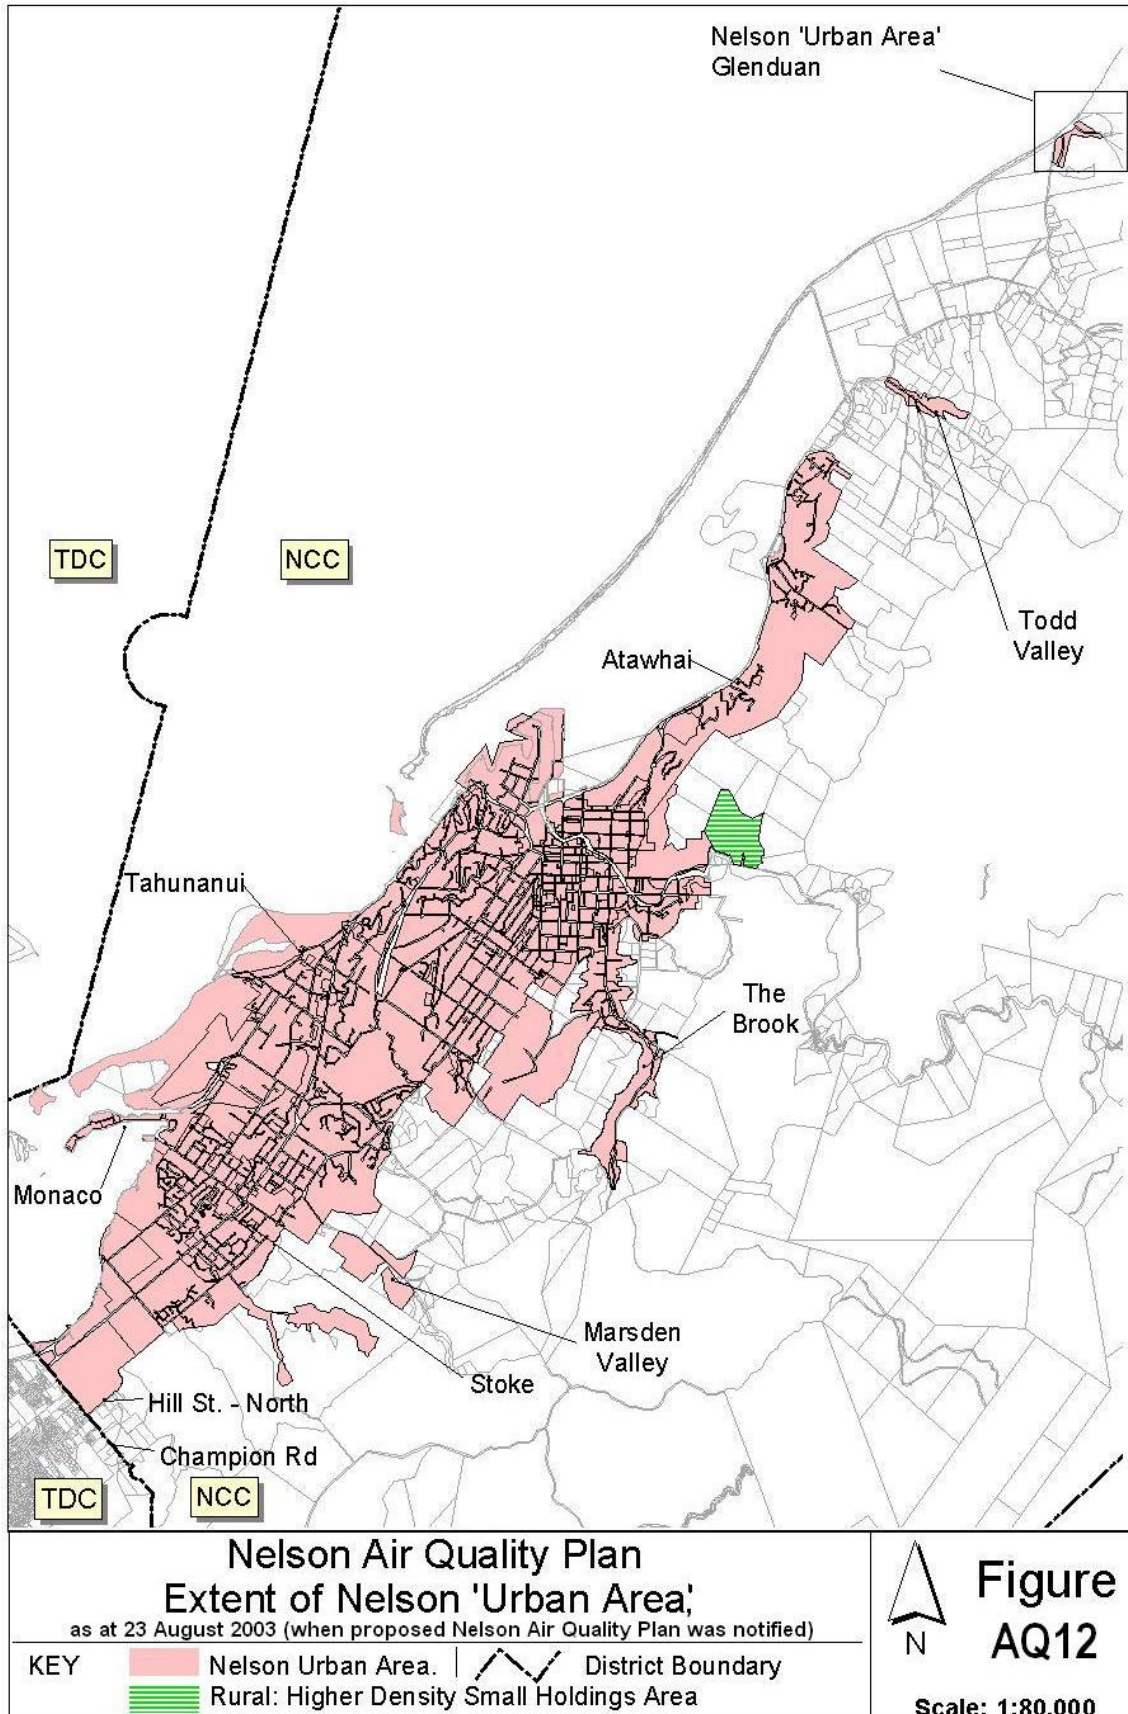 Nelson 'Urban Area'
Glenduan
TDC
NCC
Todd
Valley
Atawhai
Tahunanui
The
Brook
Monaco
Marsden
Valley
Stoke
Hill St. - North
Champion Rd
TDC
NCC
Nelson Air Quality Plan
Extent of Nelson 'Urban Area',
as at 23 August 2003 (when proposed Nelson Air Quality Plan was notified)
KEY
Nelson Urban Area.
District Boundary
Rural: Higher Density Small Holdings Area
N
Figure
AQ12
Scale: 1:80,000